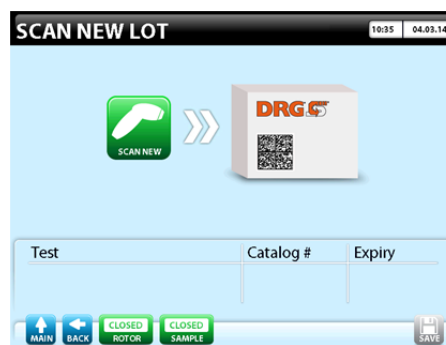 SCAN NEW LOT 10:35 04.03.14
SCAN NEW
DRG
Test Catalog # Expiry
MAIN BACK CLOSED ROTOR CLOSED SAMPLE SAVE